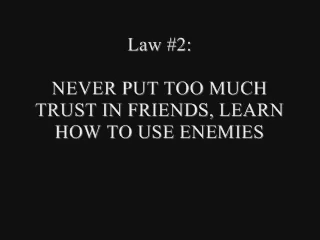 Law #2:
NEVER PUT TOO MUCH
TRUST IN FRIENDS, LEARN
HOW TO USE ENEMIES